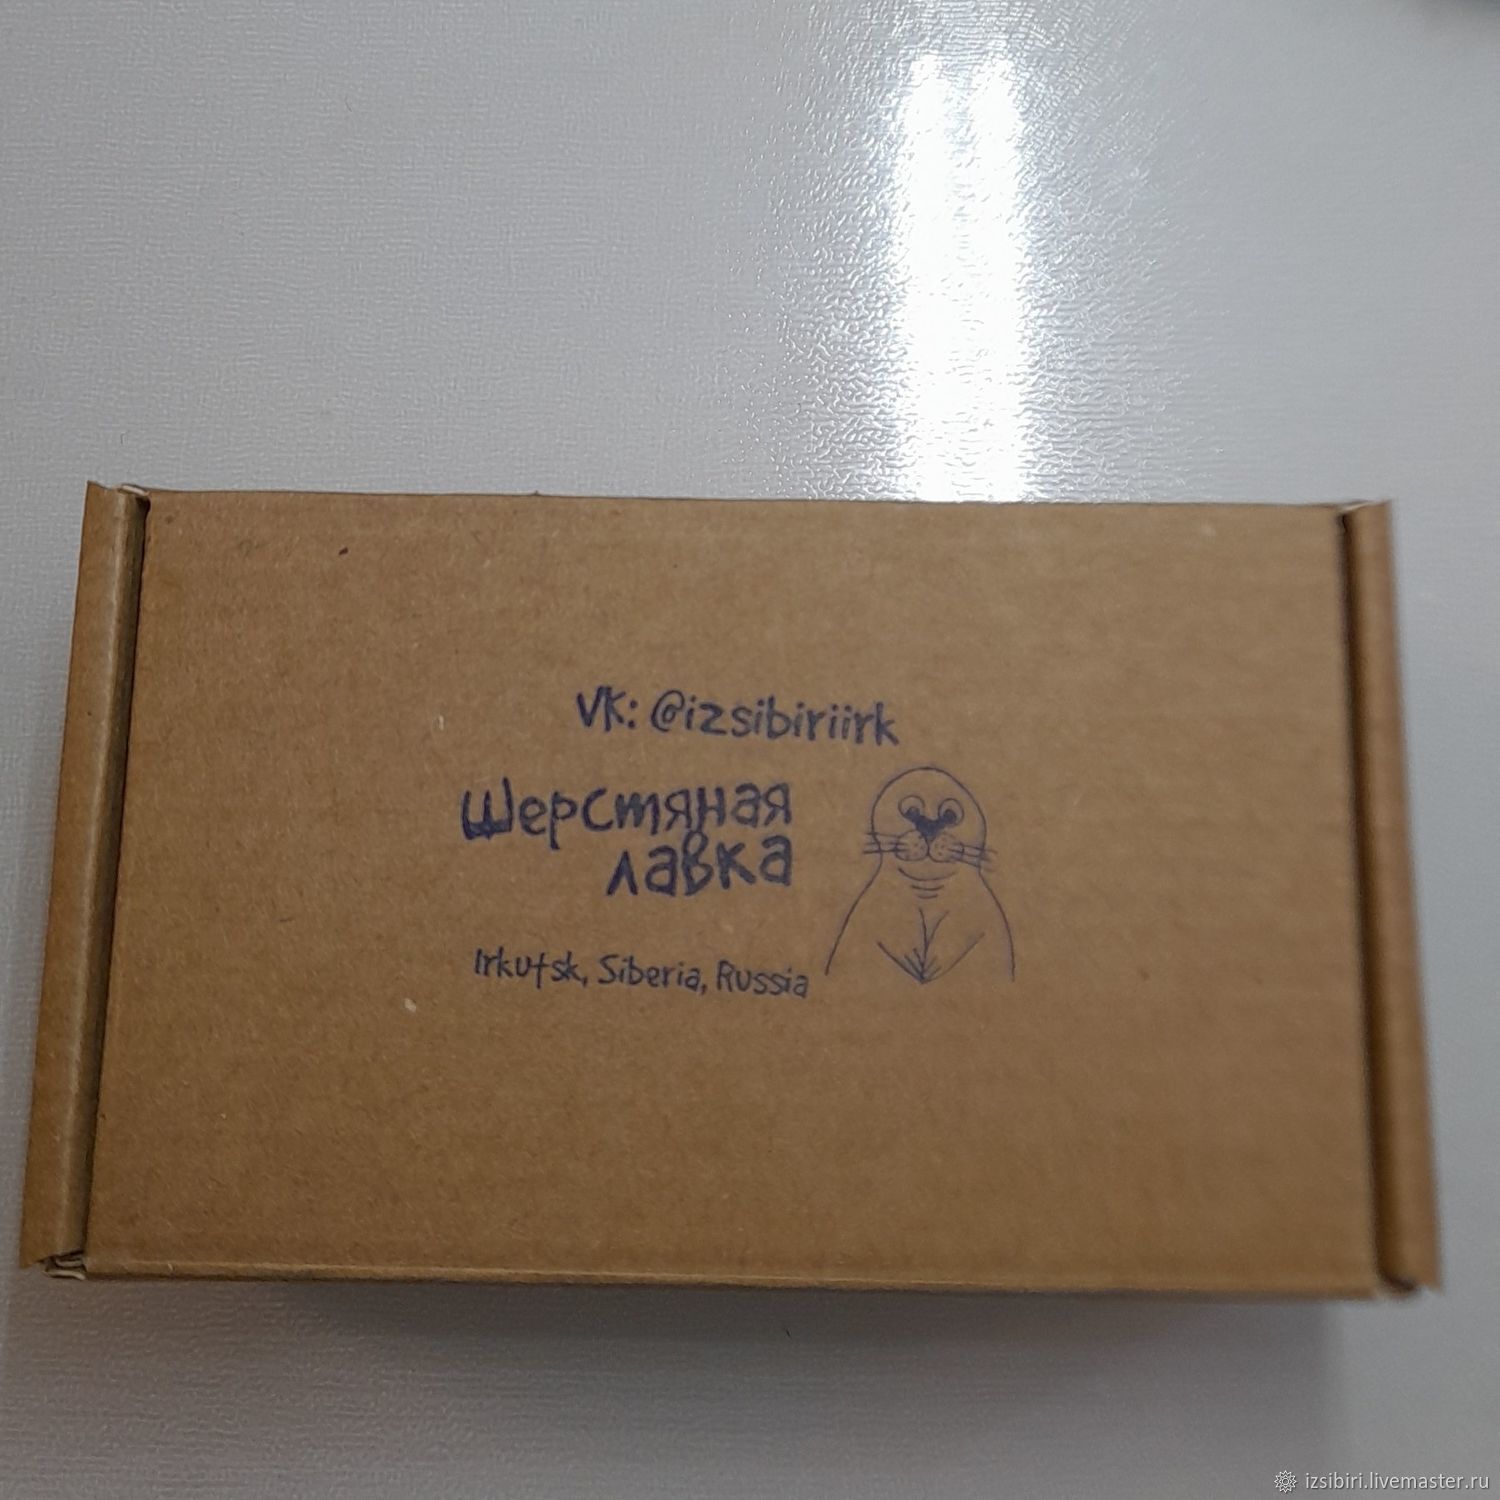 VK: @izsibiriirk
Шерстяная
лавка
Irkutsk, Siberia, Russia
izsibiri.livemaster.ru